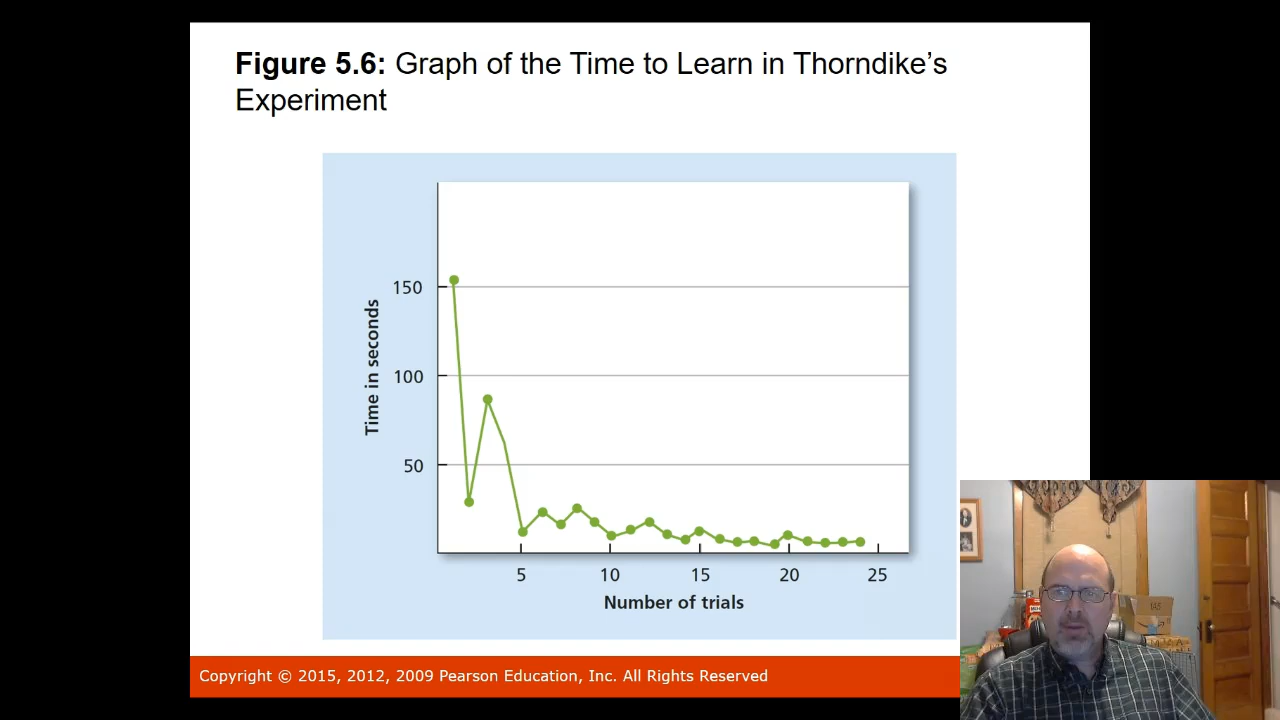 Figure 5.6: Graph of the Time to Learn in Thorndike's
Experiment
150
100
50
Time in seconds
5 10 15 20 25
Number of trials
Copyright © 2015, 2012, 2009 Pearson Education, Inc. All Rights Reserved